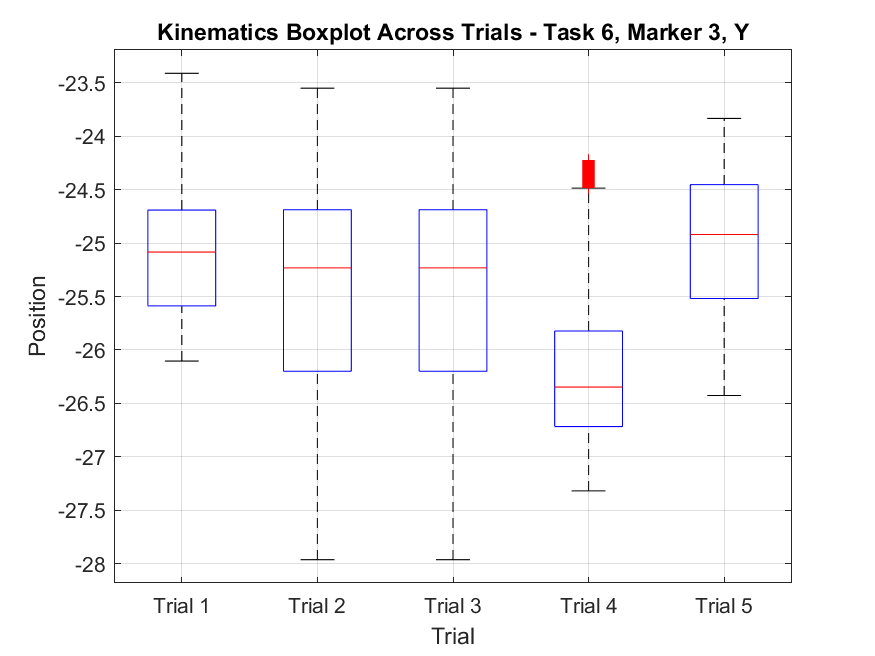 Kinematics Boxplot Across Trials - Task 6, Marker 3, Y
-23.5
-24
-24.5
-25
-25.5
-26
-26.5
-27
-27.5
-28
Position
Trial 1 Trial 2 Trial 3 Trial 4 Trial 5
Trial